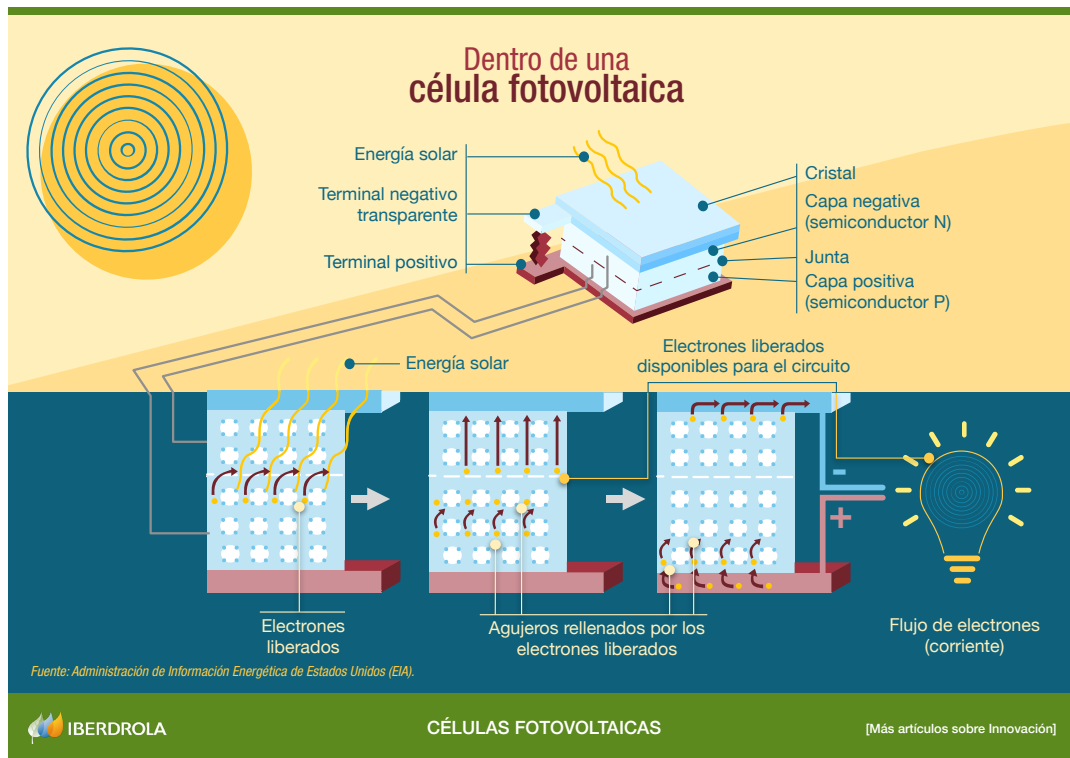 Dentro de una
célula fotovoltaica
Energía solar
Terminal negativo
transparente
Terminal positivo
Cristal
Capa negativa
(semiconductor N)
Junta
Capa positiva
(semiconductor P)
Energía solar
Electrones liberados
disponibles para el circuito
-
+
Electrones
liberados
Agujeros rellenados por los
electrones liberados
Flujo de electrones
(corriente)
Fuente: Administración de Información Energética de Estados Unidos (EIA).
IBERDROLA
CÉLULAS FOTOVOLTAICAS
[Más artículos sobre Innovación]